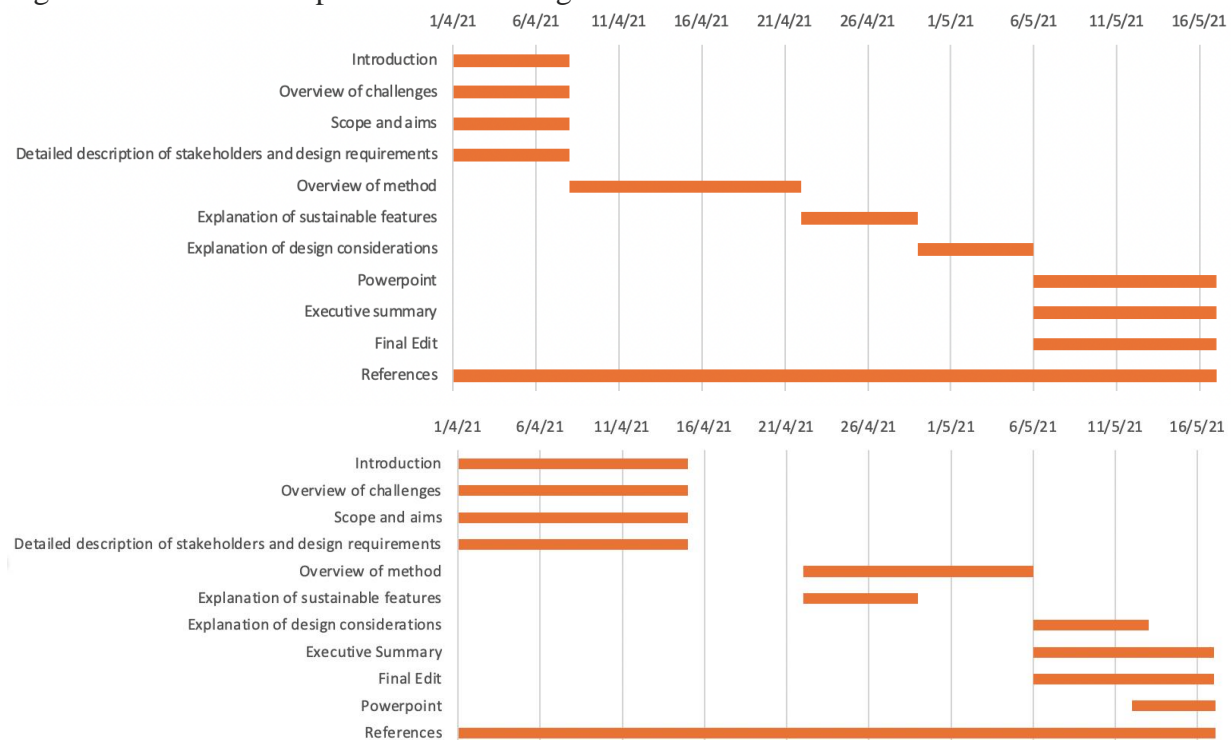 1/4/21 6/4/21 11/4/21 16/4/21 21/4/21 26/4/21 1/5/21 6/5/21 11/5/21 16/5/21
Introduction
Overview of challenges
Scope and aims
Detailed description of stakeholders and design requirements
Overview of method
Explanation of sustainable features
Explanation of design considerations
Powerpoint
Executive summary
Final Edit
References
1/4/21 6/4/21 11/4/21 16/4/21 21/4/21 26/4/21 1/5/21 6/5/21 11/5/21 16/5/21
Introduction
Overview of challenges
Scope and aims
Detailed description of stakeholders and design requirements
Overview of method
Explanation of sustainable features
Explanation of design considerations
Executive Summary
Final Edit
Powerpoint
References